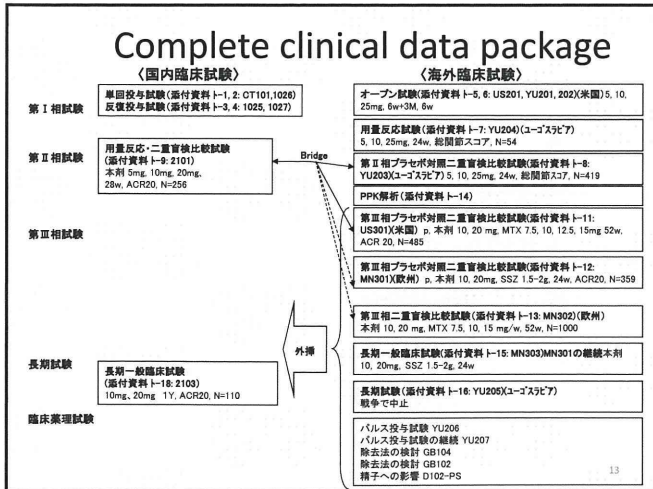 Complete clinical data package
〈国内臨床試験〉
〈海外臨床試験〉
第Ⅰ相試験
単回投与試験(添付資料ト-1, 2: CT101,1026)
反復投与試験(添付資料ト-3, 4: 1025, 1027)
オープン試験(添付資料ト-5, 6: US201, YU201, 202)(米国) 5, 10,
25mg, 6w+3M, 6w
用量反応試験(添付資料ト-7: YU204)(ユーゴスラビア)
5, 10, 25mg, 24w, 総関節スコア, N=54
第Ⅱ相試験
用量反応・二重盲検比較試験
(添付資料ト-9: 2101)
本剤 5mg, 10mg, 20mg,
28w, ACR20, N=256
Bridge
第Ⅱ相プラセボ対照二重盲検比較試験(添付資料ト-8:
YU203)(ユーゴスラビア) 5, 10, 25mg, 24w, 総関節スコア, N=419
PPK解析(添付資料ト-14)
第Ⅲ相試験
第Ⅲ相プラセボ対照二重盲検比較試験(添付資料ト-11:
US301)(米国) p, 本剤 10, 20 mg, MTX 7.5, 10, 12.5, 15mg 52w,
ACR 20, N=485
第Ⅲ相プラセボ対照二重盲検比較試験(添付資料ト-12:
MN301)(欧州) p, 本剤 10, 20mg, SSZ 1.5-2g, 24w, ACR20, N=359
第Ⅲ相二重盲検比較試験(添付資料ト-13: MN302)(欧州)
本剤 10, 20 mg, MTX 7.5, 10, 15 mg/w, 52w, N=1000
外挿
長期試験
長期一般臨床試験
(添付資料ト-18: 2103)
10mg、20mg 1Y, ACR20, N=110
長期一般臨床試験(添付資料ト-15: MN303)MN301の継続本剤
10, 20mg, SSZ 1.5-2g, 24w
長期試験(添付資料ト-16: YU205)(ユーゴスラビア)
戦争で中止
臨床薬理試験
パルス投与試験 YU206
パルス投与試験の継続 YU207
除去法の検討 GB104
除去法の検討 GB102
精子への影響 D102-PS
13